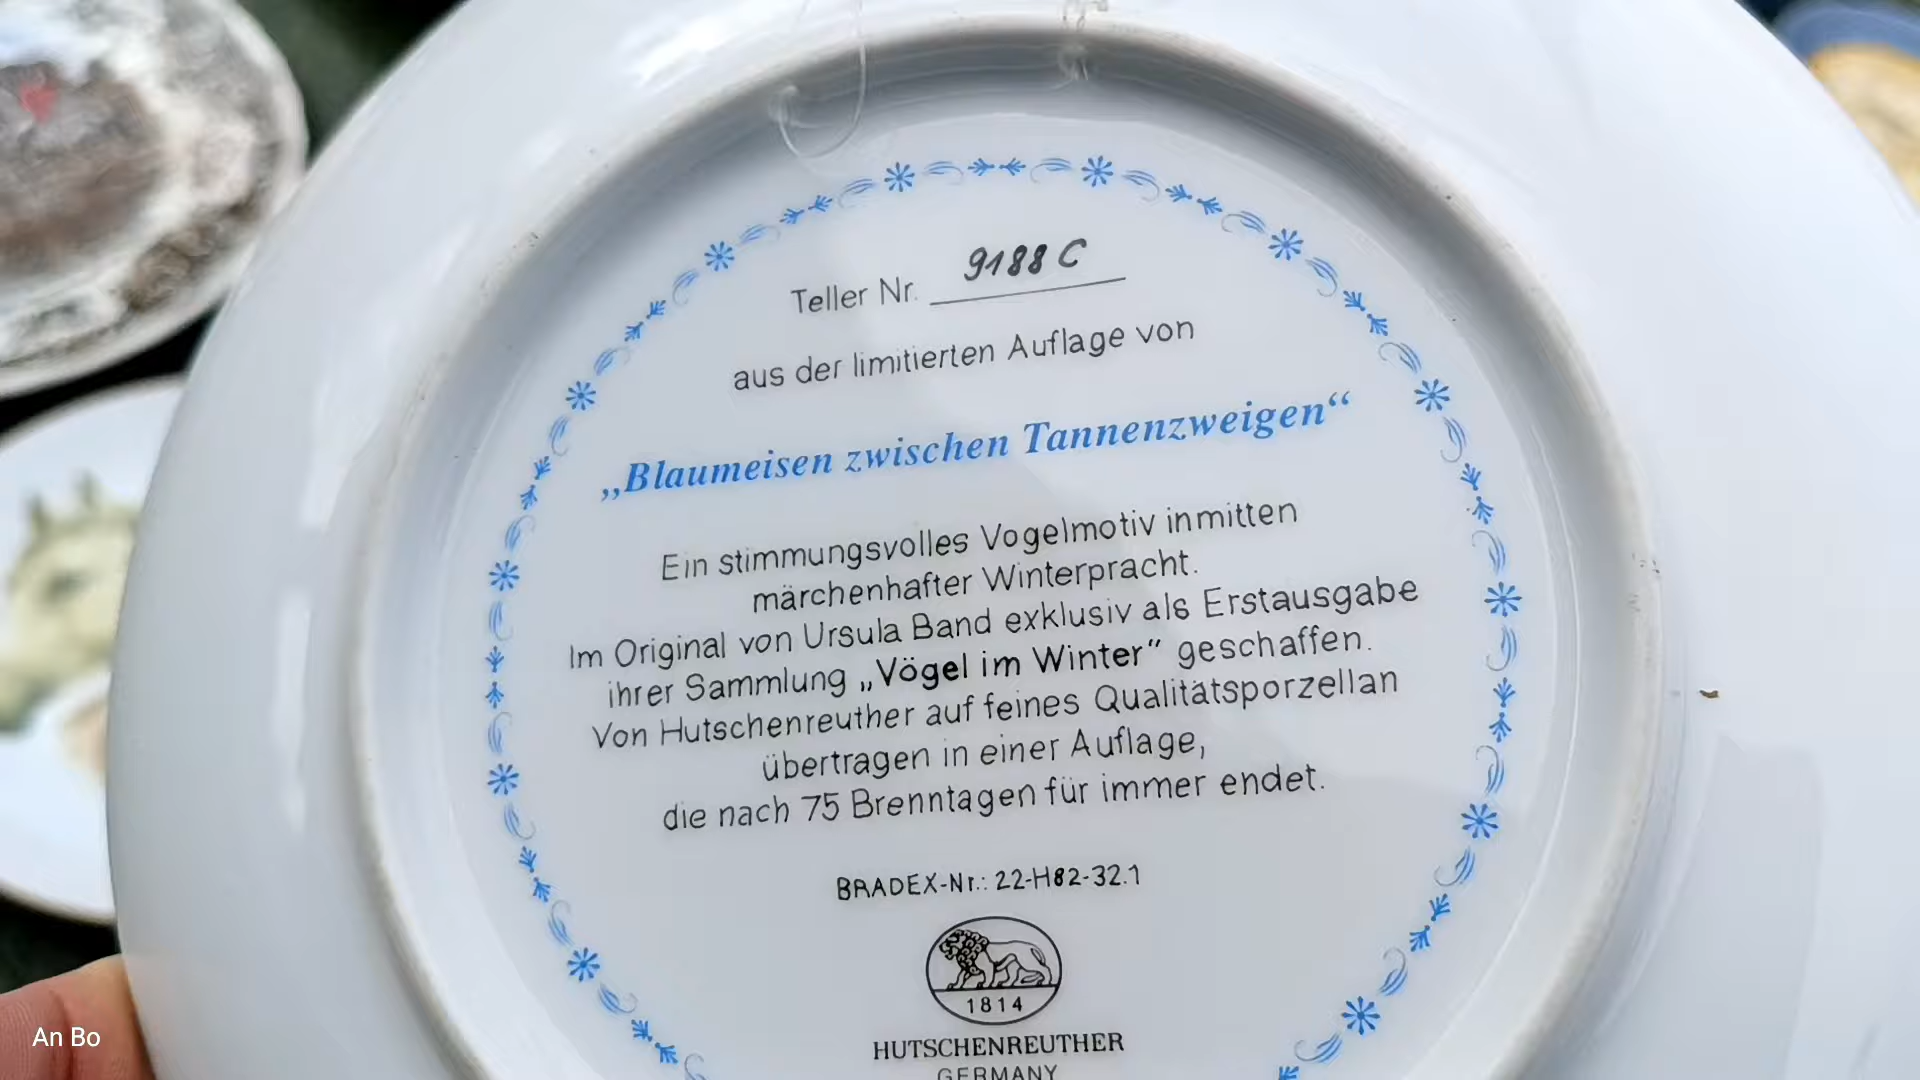 Teller Nr. 9188 C
aus der limitierten Auflage von
„Blaumeisen zwischen Tannenzweigen“
Ein stimmungsvolles Vogelmotiv inmitten
märchenhafter Winterpracht.
Im Original von Ursula Band exklusiv als Erstausgabe
ihrer Sammlung „Vögel im Winter“ geschaffen.
Von Hutschenreuther auf feines Qualitätsporzellan
übertragen in einer Auflage,
die nach 75 Brenntagen für immer endet.
BRADEX-Nr.: 22-H82-32.1
1814
HUTSCHENREUTHER
GERMANY
An Bo